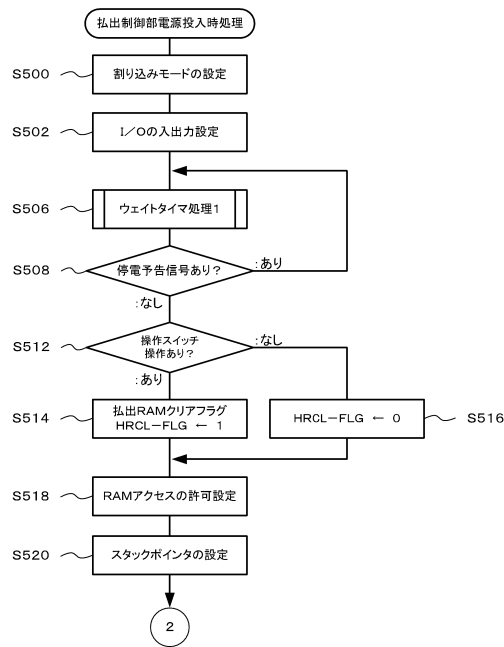 払出制御部電源投入時処理
S500
割り込みモードの設定
S502
I/Oの入出力設定
S506
ウェイトタイマ処理1
S508
停電予告信号あり?
:あり
:なし
S512
操作スイッチ
操作あり?
:なし
:あり
S514
払出RAMクリアフラグ
HRCL-FLG ← 1
HRCL-FLG ← 0
S516
S518
RAMアクセスの許可設定
S520
スタックポインタの設定
2